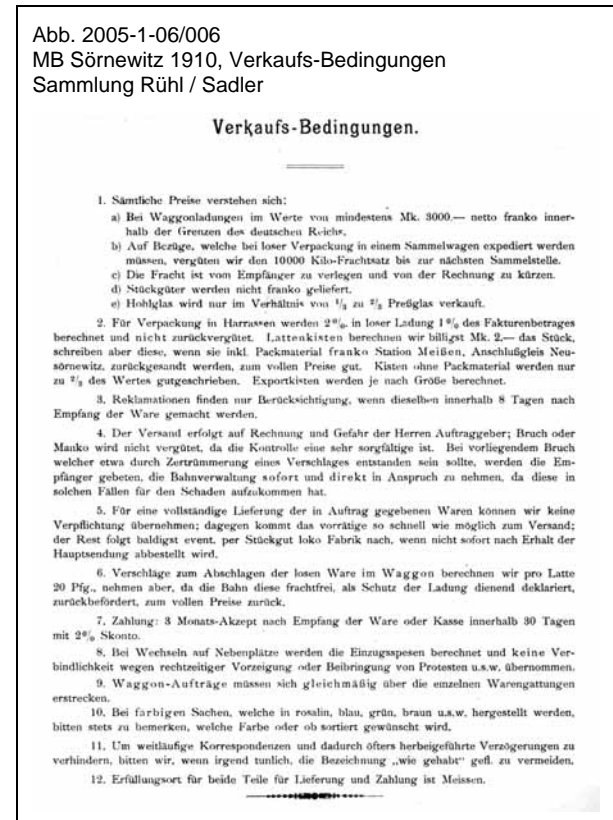 Abb. 2005-1-06/006
MB Sörnewitz 1910, Verkaufs-Bedingungen
Sammlung Rühl / Sadler
Verkaufs-Bedingungen.
1. Sämtliche Preise verstehen sich:
a) Bei Waggonladungen im Werte von mindestens Mk. 3000.— netto franko inner-
halb der Grenzen des deutschen Reichs.
b) Auf Bezüge, welche bei loser Verpackung in einem Sammelwagen expediert werden
müssen, vergüten wir den 10000 Kilo-Frachtsatz bis zur nächsten Sammelstelle.
c) Die Fracht ist vom Empfänger zu verlegen und von der Rechnung zu kürzen.
d) Stückgüter werden nicht franko geliefert.
e) Hohlglas wird nur im Verhältnis von 1/3 zu 2/3 Preßglas verkauft.
2. Für Verpackung in Harrassen werden 2%, in loser Ladung 1% des Fakturenbetrages
berechnet und nicht zurückvergütet. Lattenkisten berechnen wir billigst Mk. 2.— das Stück,
schreiben aber diese, wenn sie inkl. Packmaterial franko Station Meißen, Anschlußgleis Neu-
sörnewitz, zurückgesandt werden, zum vollen Preise gut. Kisten ohne Packmaterial werden nur
zu 2/3 des Wertes gutgeschrieben. Exportkisten werden je nach Größe berechnet.
3. Reklamationen finden nur Berücksichtigung, wenn dieselben innerhalb 8 Tagen nach
Empfang der Ware gemacht werden.
4. Der Versand erfolgt auf Rechnung und Gefahr der Herren Auftraggeber; Bruch oder
Manko wird nicht vergütet, da die Kontrolle eine sehr sorgfältige ist. Bei vorliegendem Bruch
welcher etwa durch Zertrümmerung eines Verschlages entstanden sein sollte, werden die Em-
pfänger gebeten, die Bahnverwaltung sofort und direkt in Anspruch zu nehmen, da diese in
solchen Fällen für den Schaden aufzukommen hat.
5. Für eine vollständige Lieferung der in Auftrag gegebenen Waren können wir keine
Verpflichtung übernehmen; dagegen kommt das vorrätige so schnell wie möglich zum Versand;
der Rest folgt baldigst event. per Stückgut loko Fabrik nach, wenn nicht sofort nach Erhalt der
Hauptsendung abbestellt wird.
6. Verschläge zum Abschlagen der losen Ware im Waggon berechnen wir pro Latte
20 Pfg., nehmen aber, da die Bahn diese frachtfrei, als Schutz der Ladung dienend deklariert,
zurückbefördert, zum vollen Preise zurück.
7. Zahlung: 3 Monats-Akzept nach Empfang der Ware oder Kasse innerhalb 30 Tagen
mit 2% Skonto.
8. Bei Wechseln auf Nebenplätze werden die Einzugsspesen berechnet und keine Ver-
bindlichkeit wegen rechtzeitiger Vorzeigung oder Beibringung von Protesten u.s.w. übernommen.
9. Waggon-Aufträge müssen sich gleichmäßig über die einzelnen Warengattungen
erstrecken.
10. Bei farbigen Sachen, welche in rosalin, blau, grün, braun u.s.w. hergestellt werden,
bitten stets zu bemerken, welche Farbe oder ob sortiert gewünscht wird.
11. Um weitläufige Korrespondenzen und dadurch öfters herbeigeführte Verzögerungen zu
verhindern, bitten wir, wenn irgend tunlich, die Bezeichnung „wie gehabt" gefl. zu vermeiden.
12. Erfüllungsort für beide Teile für Lieferung und Zahlung ist Meissen.